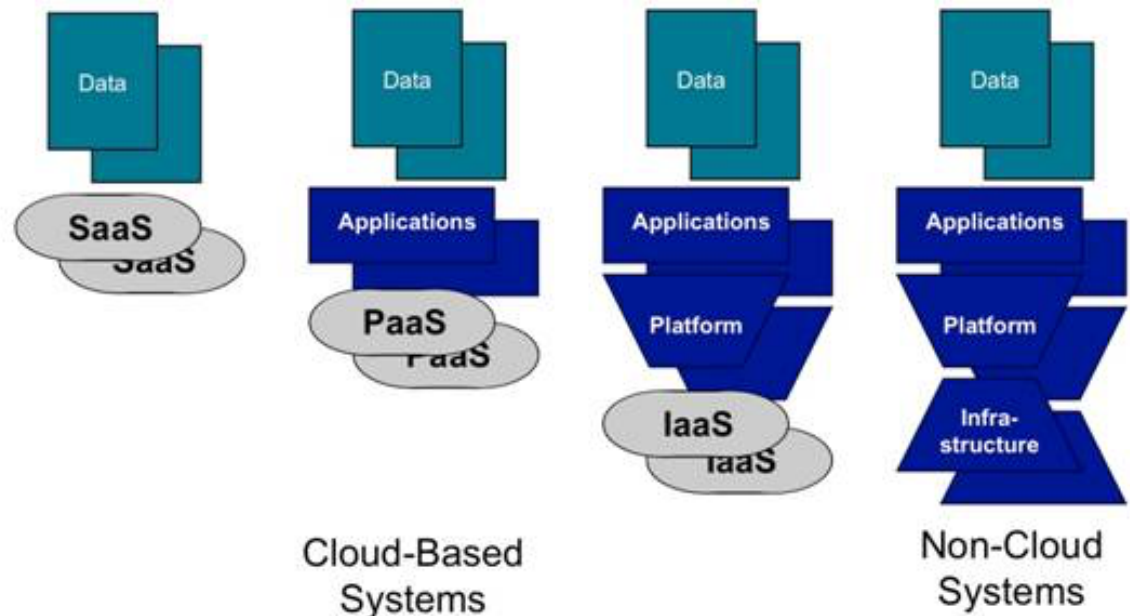 Data
Data
Data
Data
SaaS
SaaS
Applications
Applications
Applications
PaaS
PaaS
Platform
Platform
IaaS
IaaS
Infra-
structure
Cloud-Based
Systems
Non-Cloud
Systems